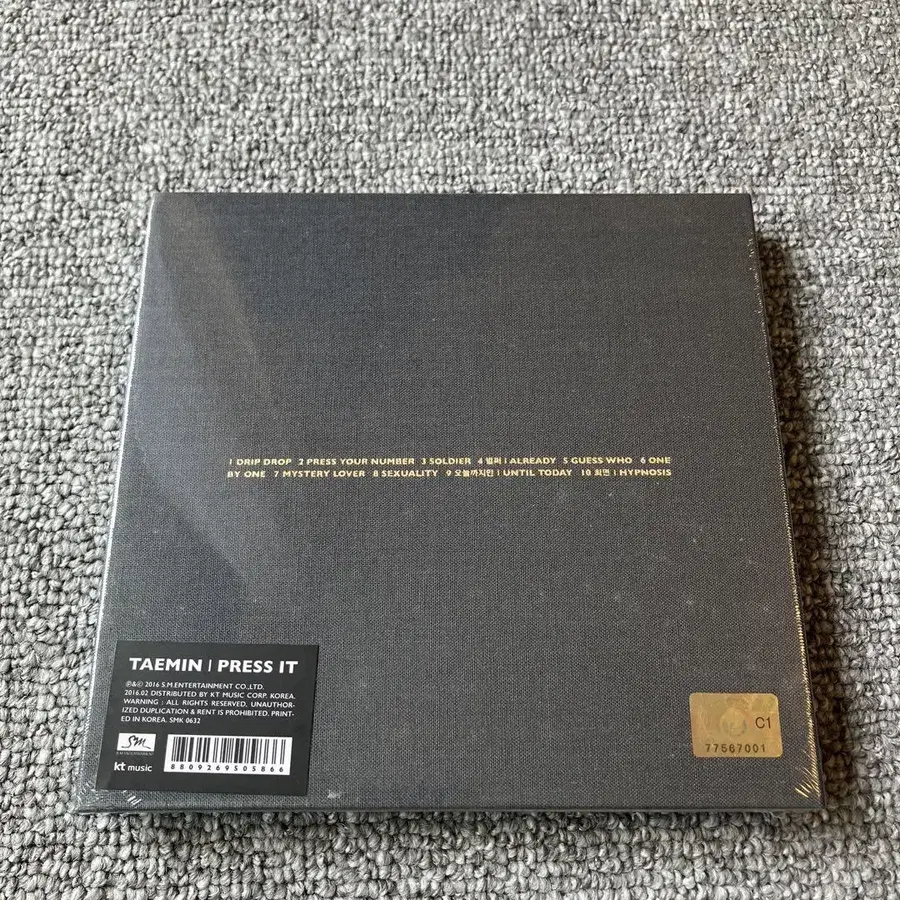 1 DRIP DROP 2 PRESS YOUR NUMBER 3 SOLDIER 4 벌써 | ALREADY 5 GUESS WHO 6 ONE
BY ONE 7 MYSTERY LOVER 8 SEXUALITY 9 오늘까지만 | UNTIL TODAY 10 최면 | HYPNOSIS
TAEMIN | PRESS IT
℗&© 2016 S.M ENTERTAINMENT CO.,LTD.
2016.02 DISTRIBUTED BY KT MUSIC CORP. KOREA.
WARNING : ALL RIGHTS RESERVED, UNAUTHOR-
IZED DUPLICATION & RENT IS PROHIBITED. PRINT-
ED IN KOREA. SMK 0632
SM
kt music
8809269505866
C1
77567001